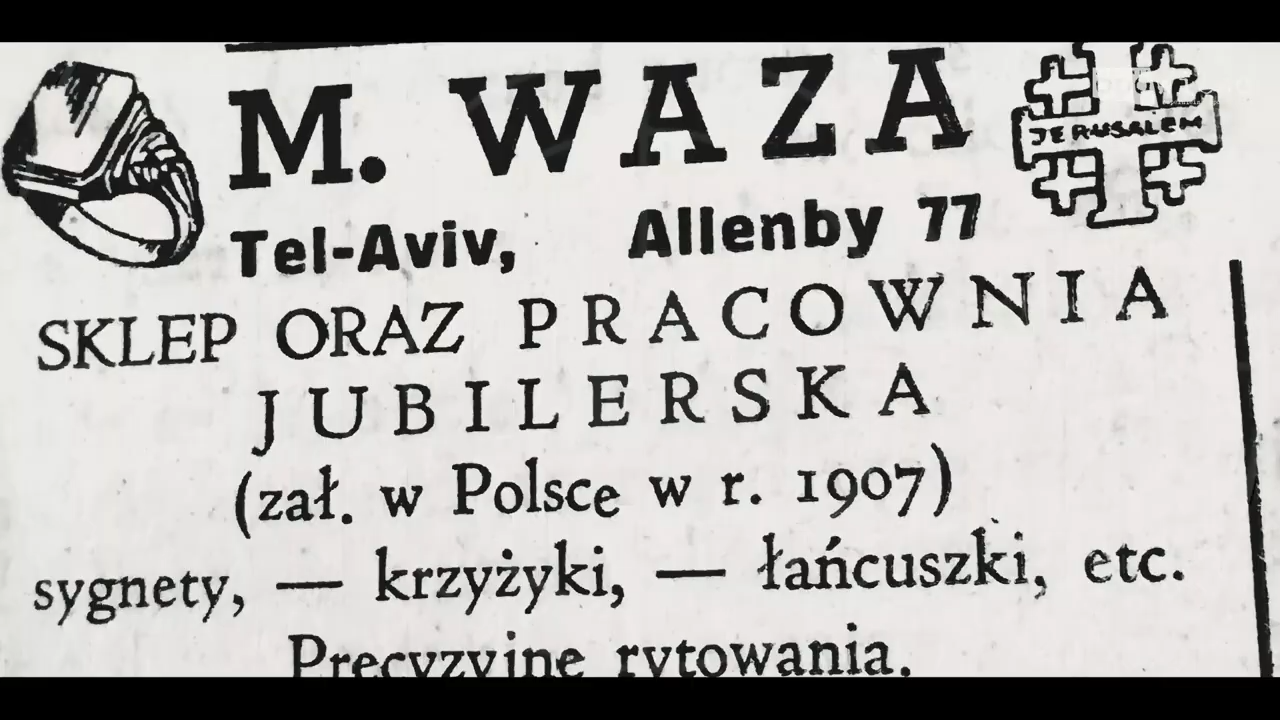 M. WAZA
JERUSALEM
Tel-Aviv, Allenby 77
SKLEP ORAZ PRACOWNIA
JUBILERSKA
(zał. w Polsce w r. 1907)
sygnety, — krzyżyki, — łańcuszki, etc.
Precyzyjne rytowania.